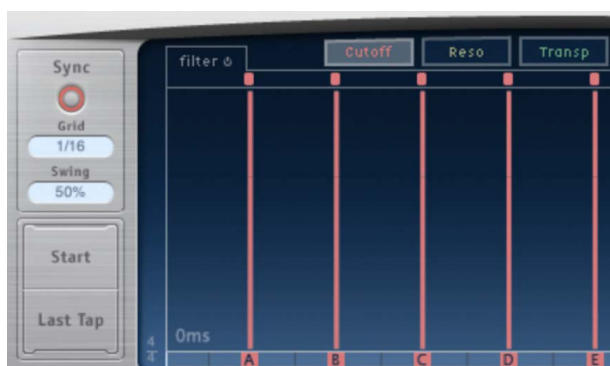 Sync
Grid
1/16
Swing
50%
Start
Last Tap
filter
Cutoff
Reso
Transp
0ms
4
4
A
B
C
D
E